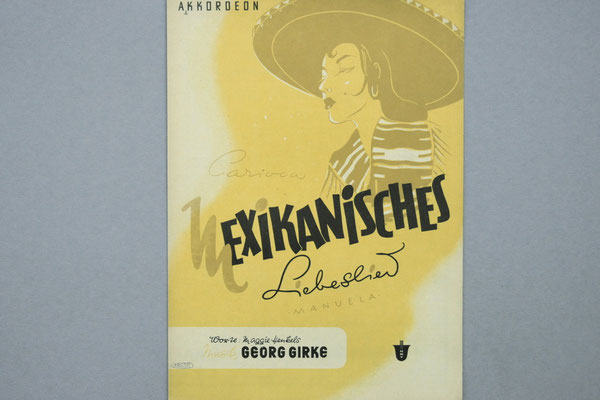 AKKORDEON
Carioca
MEXIKANISCHES
Liebeslied
MANUELA
Worte: Maggie Henkels
Musik: GEORG GIRKE